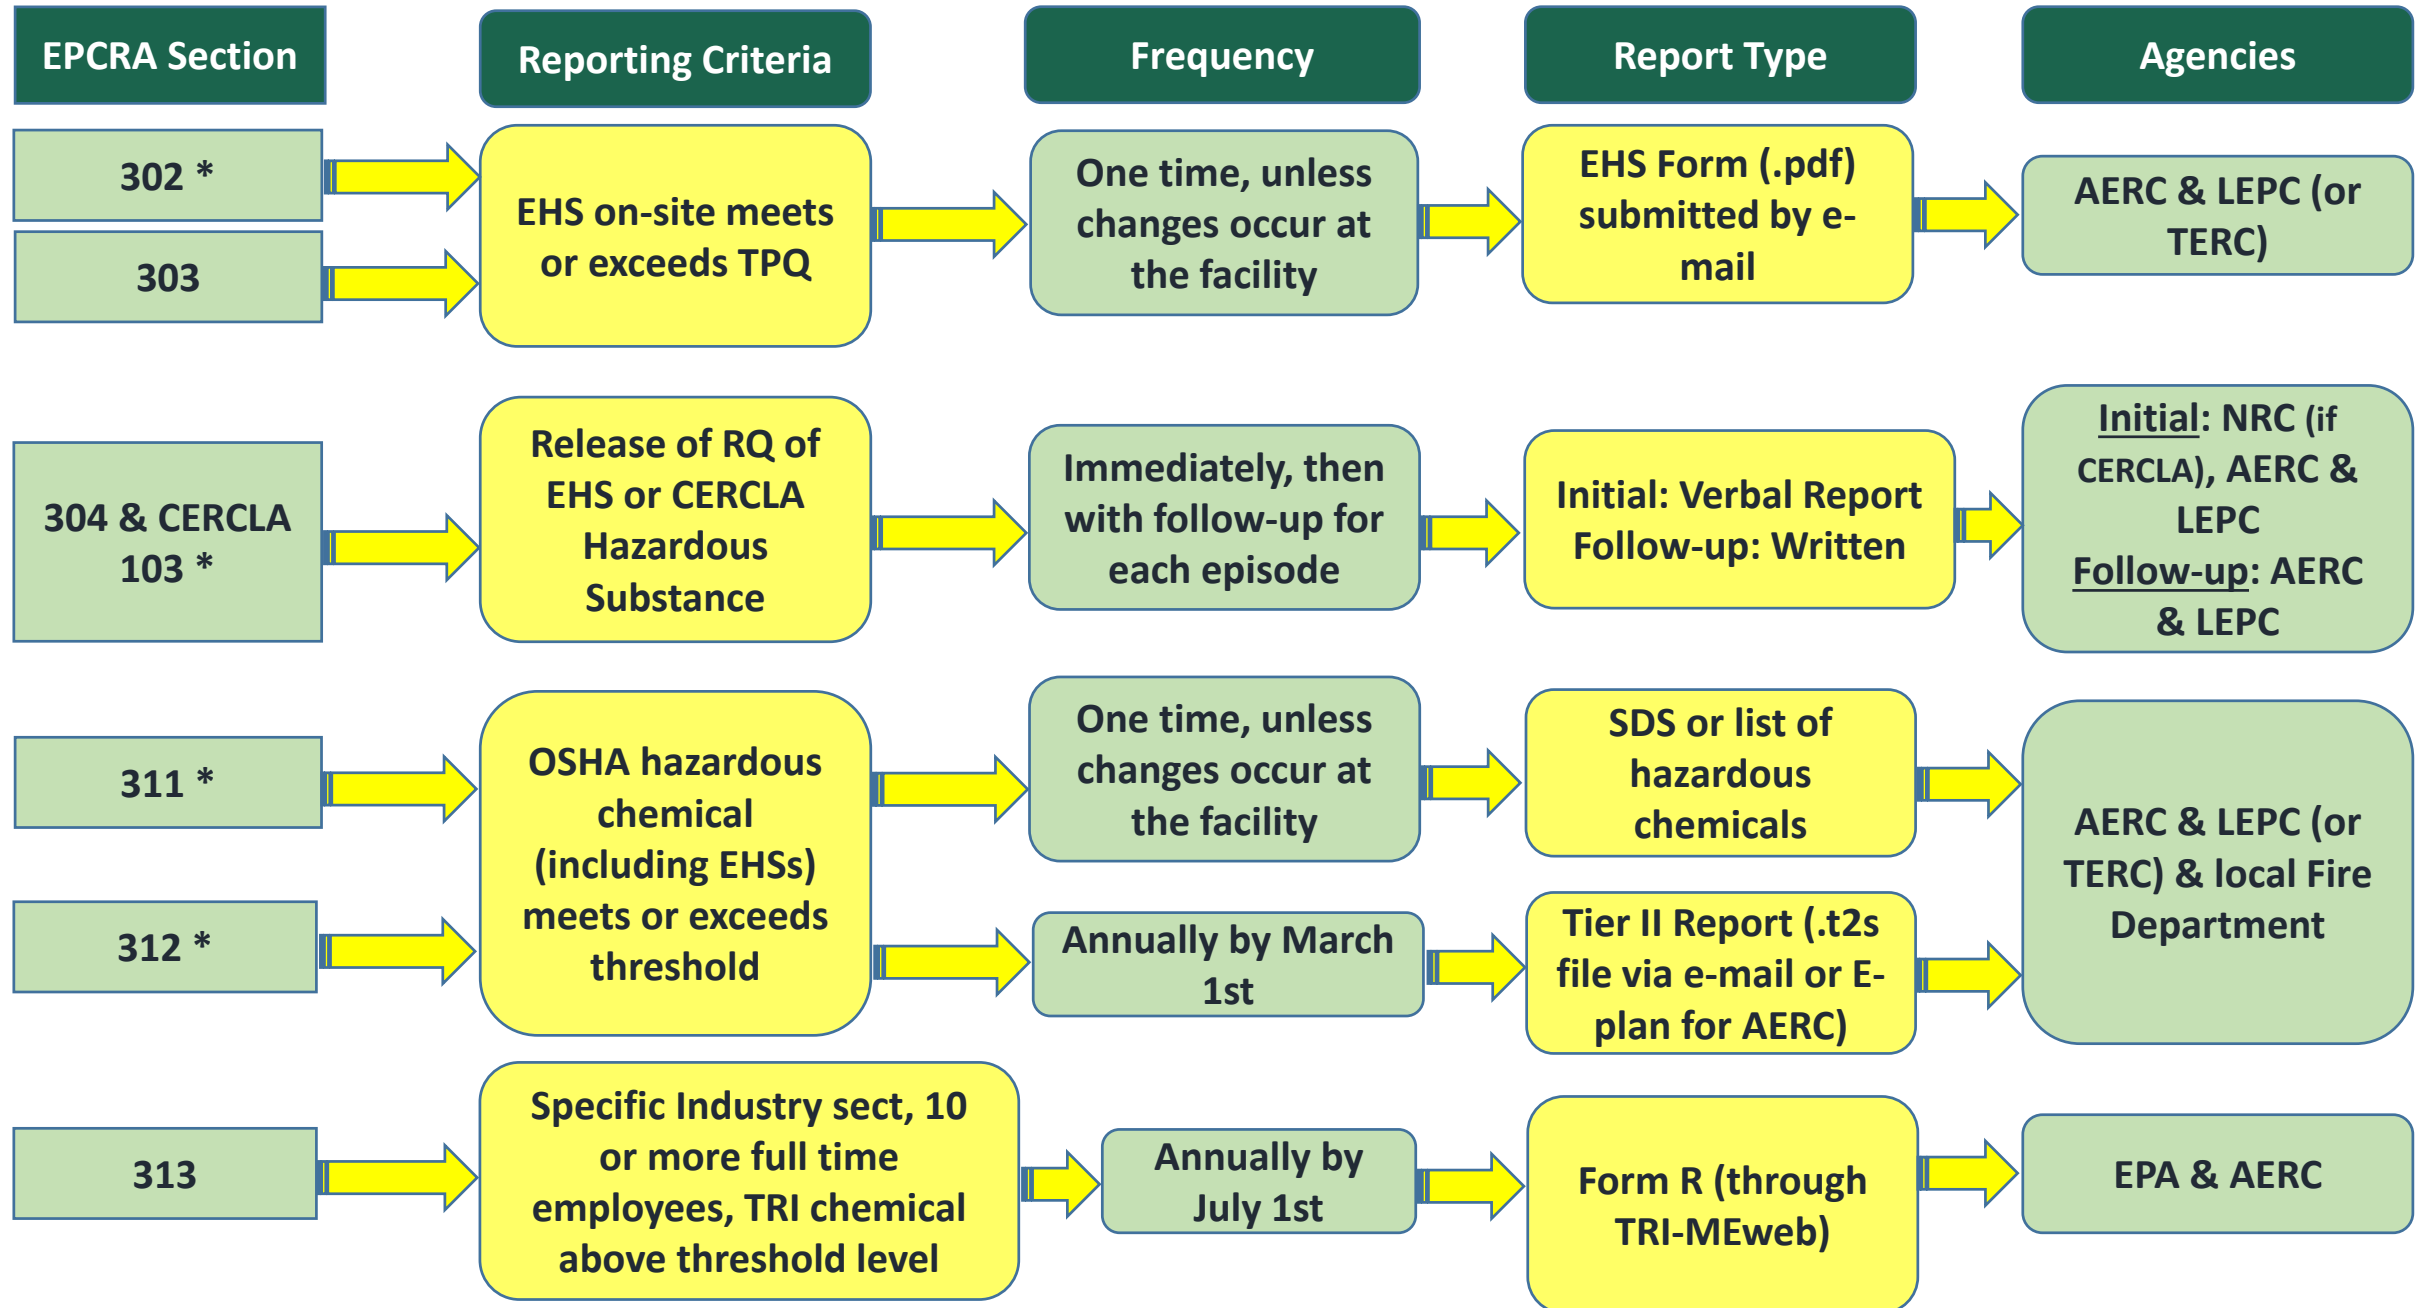 EPCRA Section
Reporting Criteria
Frequency
Report Type
Agencies
302 *
303
EHS on-site meets
or exceeds TPQ
One time, unless
changes occur at
the facility
EHS Form (.pdf)
submitted by e-
mail
AERC & LEPC (or
TERC)
304 & CERCLA
103 *
Release of RQ of
EHS or CERCLA
Hazardous
Substance
Immediately, then
with follow-up for
each episode
Initial: Verbal Report
Follow-up: Written
Initial: NRC (if
CERCLA), AERC &
LEPC
Follow-up: AERC
& LEPC
311 *
312 *
OSHA hazardous
chemical
(including EHSs)
meets or exceeds
threshold
One time, unless
changes occur at
the facility
SDS or list of
hazardous
chemicals
Annually by March
1st
Tier II Report (.t2s
file via e-mail or E-
plan for AERC)
AERC & LEPC (or
TERC) & local Fire
Department
313
Specific Industry sect, 10
or more full time
employees, TRI chemical
above threshold level
Annually by
July 1st
Form R (through
TRI-MEweb)
EPA & AERC